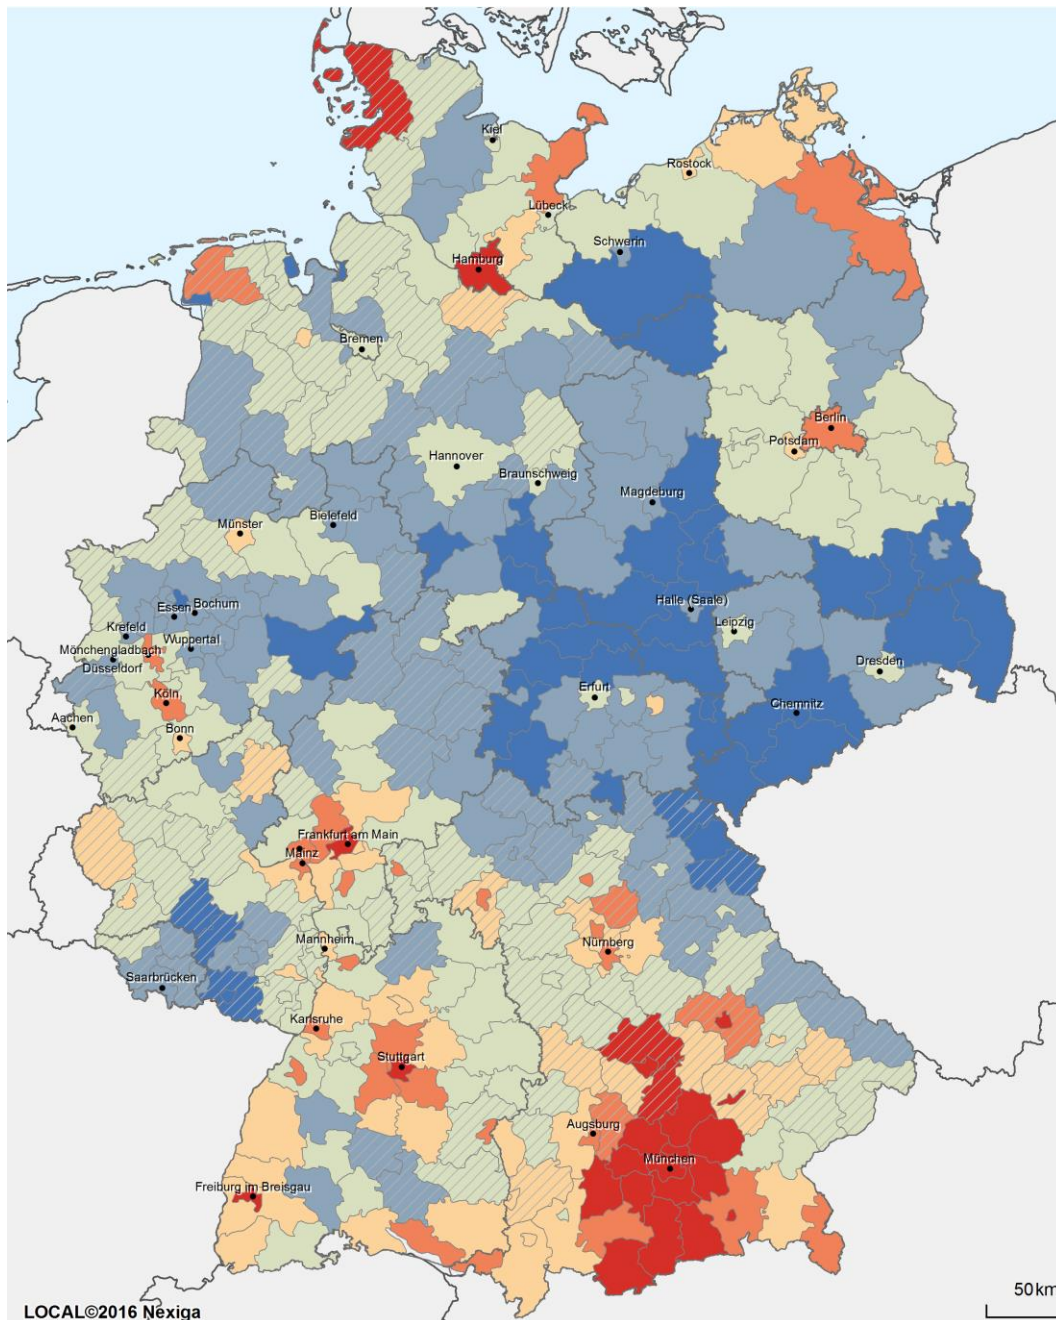 Kiel
Rostock
Lübeck
Schwerin
Hamburg
Bremen
Berlin
Potsdam
Hannover
Braunschweig
Magdeburg
Bielefeld
Münster
Essen
Bochum
Halle (Saale)
Krefeld
Leipzig
Wuppertal
Mönchengladbach
Düsseldorf
Dresden
Köln
Erfurt
Chemnitz
Aachen
Bonn
Frankfurt am Main
Mainz
Mannheim
Nürnberg
Saarbrücken
Karlsruhe
Stuttgart
Augsburg
München
Freiburg im Breisgau
50 km
LOCAL©2016 Nexiga